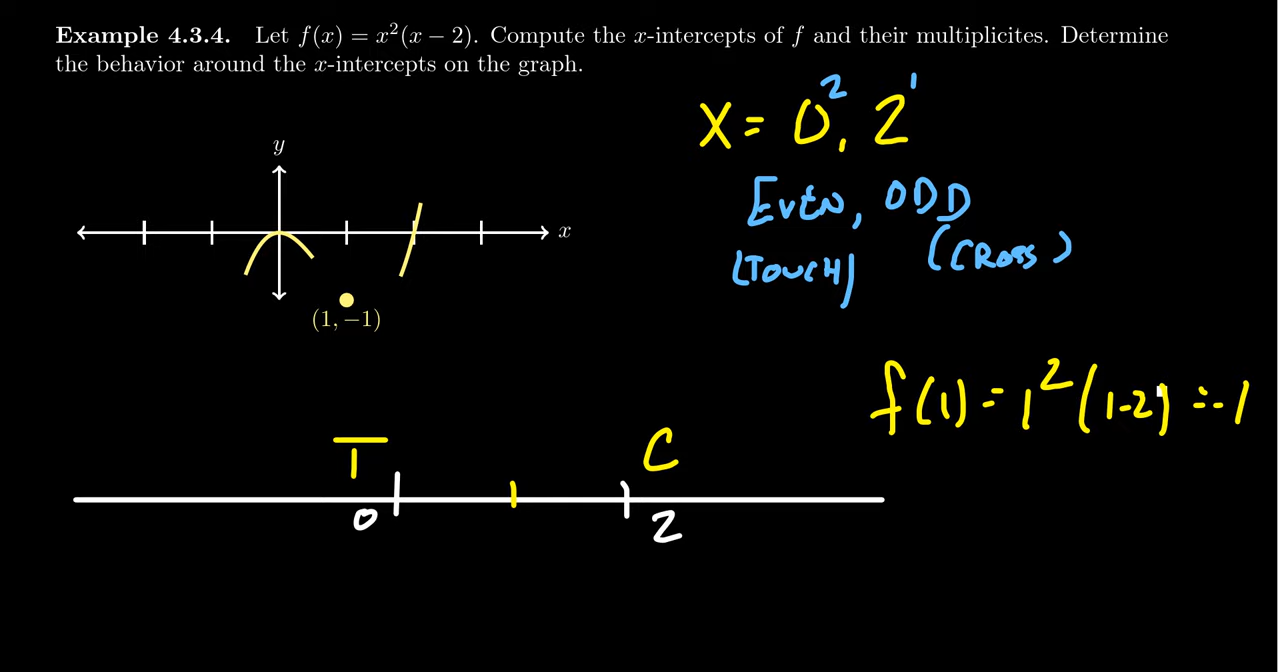 Example 4.3.4. Let f(x) = x²(x − 2). Compute the x-intercepts of f and their multiplicites. Determine
the behavior around the x-intercepts on the graph.
X = 0², 2¹
EVEN, ODD
(TOUCH) (CROSS)
y
x
(1, −1)
f(1) = 1²(1-2) = -1
T C
0 2